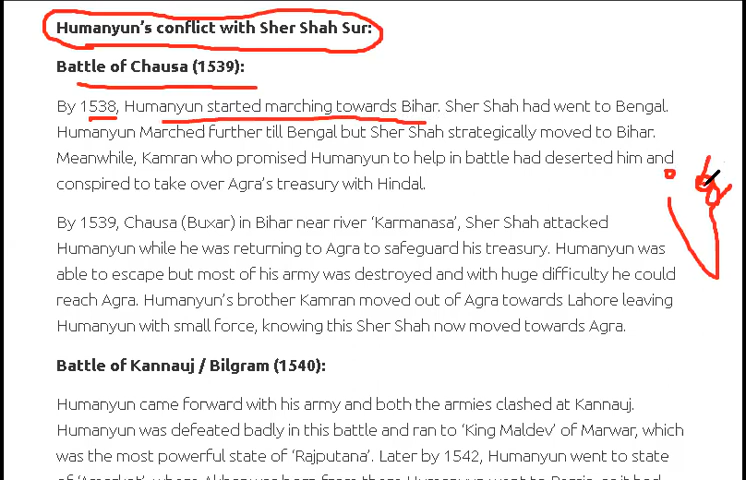 Humanyun's conflict with Sher Shah Sur:
Battle of Chausa (1539):
By 1538, Humanyun started marching towards Bihar. Sher Shah had went to Bengal.
Humanyun Marched further till Bengal but Sher Shah strategically moved to Bihar.
Meanwhile, Kamran who promised Humanyun to help in battle had deserted him and
conspired to take over Agra's treasury with Hindal.
By 1539, Chausa (Buxar) in Bihar near river 'Karmanasa', Sher Shah attacked
Humanyun while he was returning to Agra to safeguard his treasury. Humanyun was
able to escape but most of his army was destroyed and with huge difficulty he could
reach Agra. Humanyun's brother Kamran moved out of Agra towards Lahore leaving
Humanyun with small force, knowing this Sher Shah now moved towards Agra.
Battle of Kannauj / Bilgram (1540):
Humanyun came forward with his army and both the armies clashed at Kannauj.
Humanyun was defeated badly in this battle and ran to 'King Maldev' of Marwar, which
was the most powerful state of 'Rajputana'. Later by 1542, Humanyun went to state